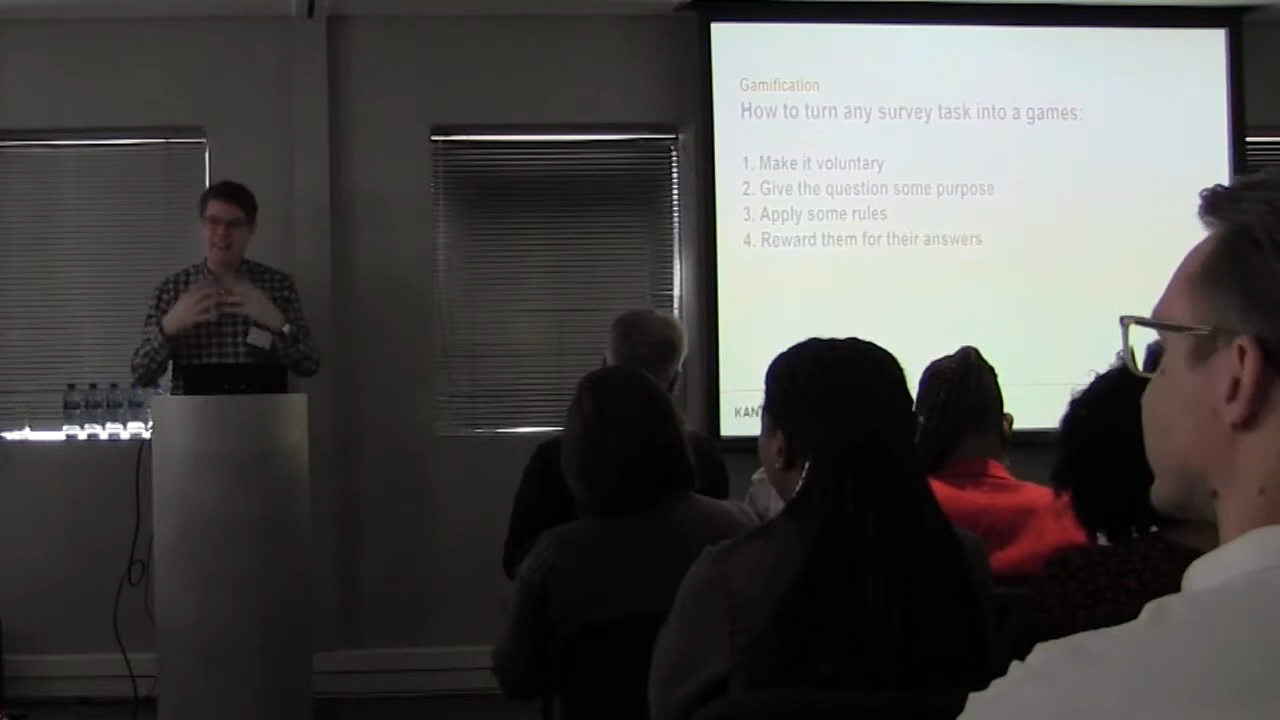 Gamification
How to turn any survey task into a games:
1. Make it voluntary
2. Give the question some purpose
3. Apply some rules
4. Reward them for their answers
KAN